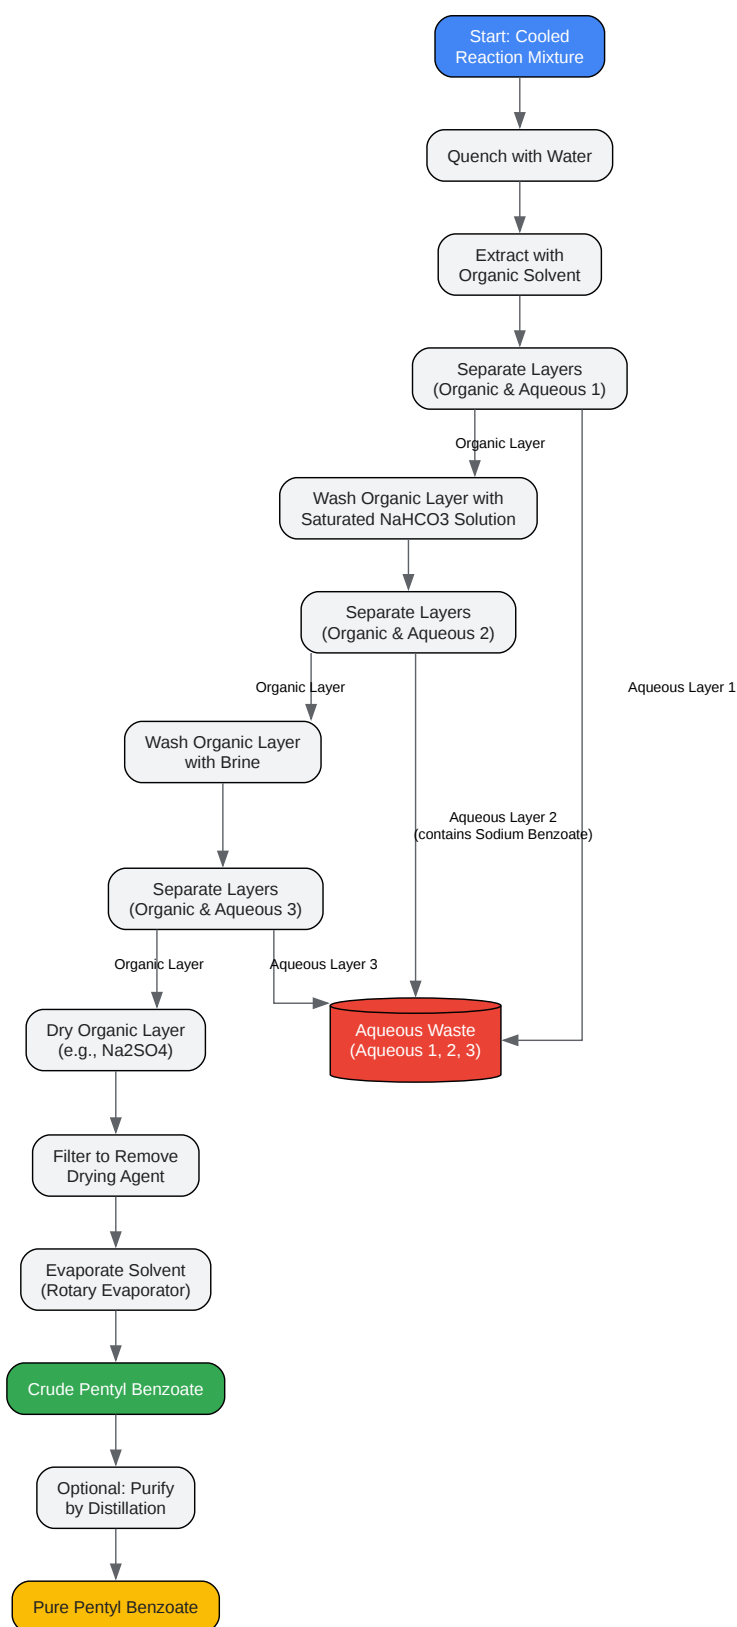 Start: Cooled
Reaction Mixture
Quench with Water
Extract with
Organic Solvent
Separate Layers
(Organic & Aqueous 1)
Organic Layer
Wash Organic Layer with
Saturated NaHCO3 Solution
Separate Layers
(Organic & Aqueous 2)
Organic Layer
Aqueous Layer 1
Wash Organic Layer
with Brine
Aqueous Layer 2
(contains Sodium Benzoate)
Separate Layers
(Organic & Aqueous 3)
Organic Layer
Aqueous Layer 3
Dry Organic Layer
(e.g., Na2SO4)
Aqueous Waste
(Aqueous 1, 2, 3)
Filter to Remove
Drying Agent
Evaporate Solvent
(Rotary Evaporator)
Crude Pentyl Benzoate
Optional: Purify
by Distillation
Pure Pentyl Benzoate